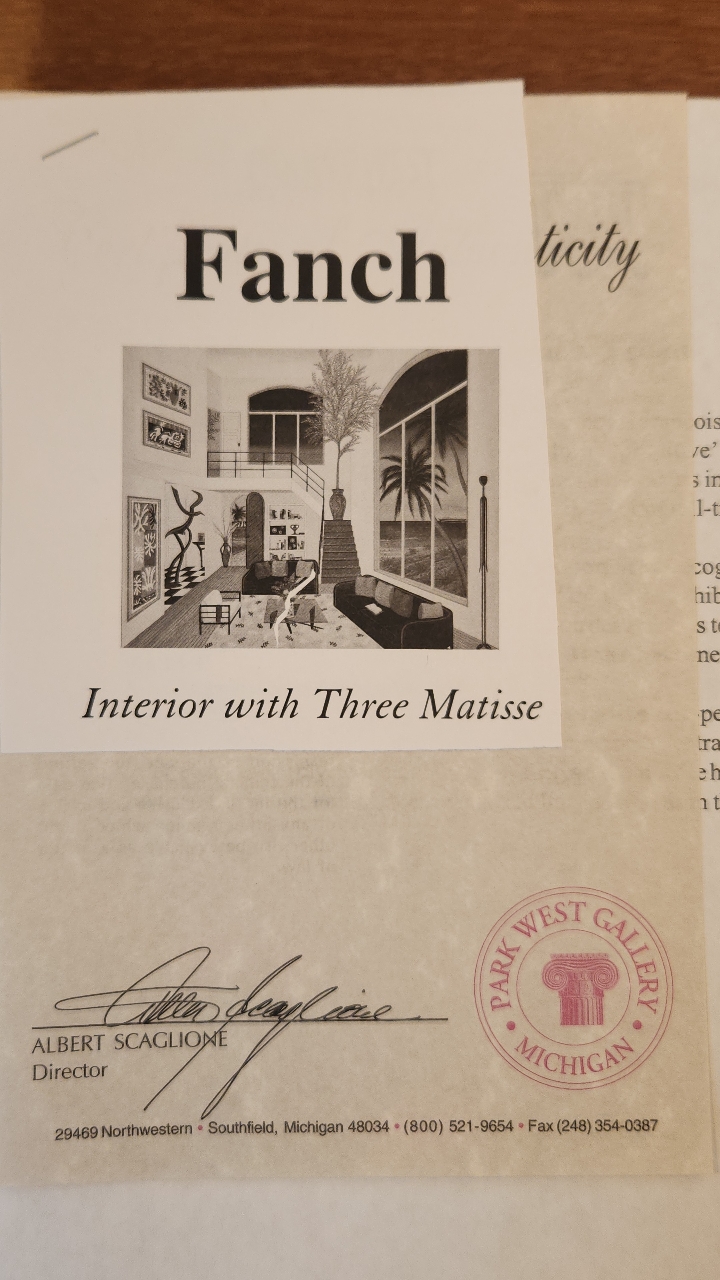 Fanch
ticity
Interior with Three Matisse
PARK WEST GALLERY
• MICHIGAN •
ALBERT SCAGLIONE
Director
29469 Northwestern • Southfield, Michigan 48034 • (800) 521-9654 • Fax (248) 354-0387